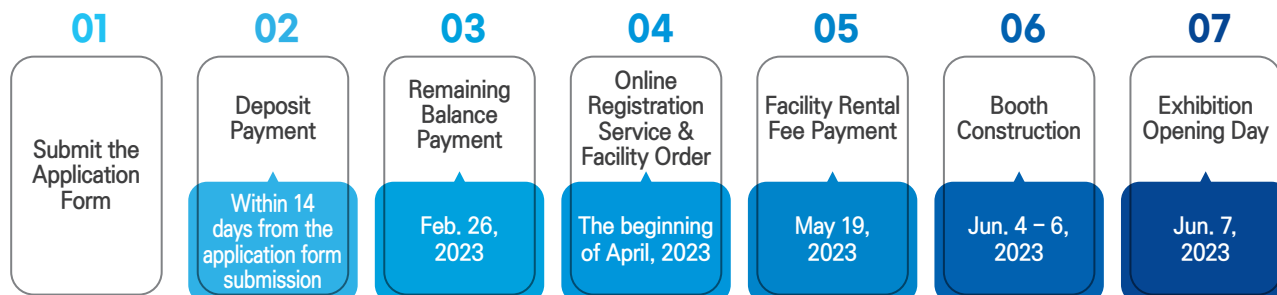 01
Submit the
Application
Form
02
Deposit
Payment
Within 14
days from the
application form
submission
03
Remaining
Balance
Payment
Feb. 26,
2023
04
Online
Registration
Service &
Facility Order
The beginning
of April, 2023
05
Facility Rental
Fee Payment
May 19,
2023
06
Booth
Construction
Jun. 4 – 6,
2023
07
Exhibition
Opening Day
Jun. 7,
2023